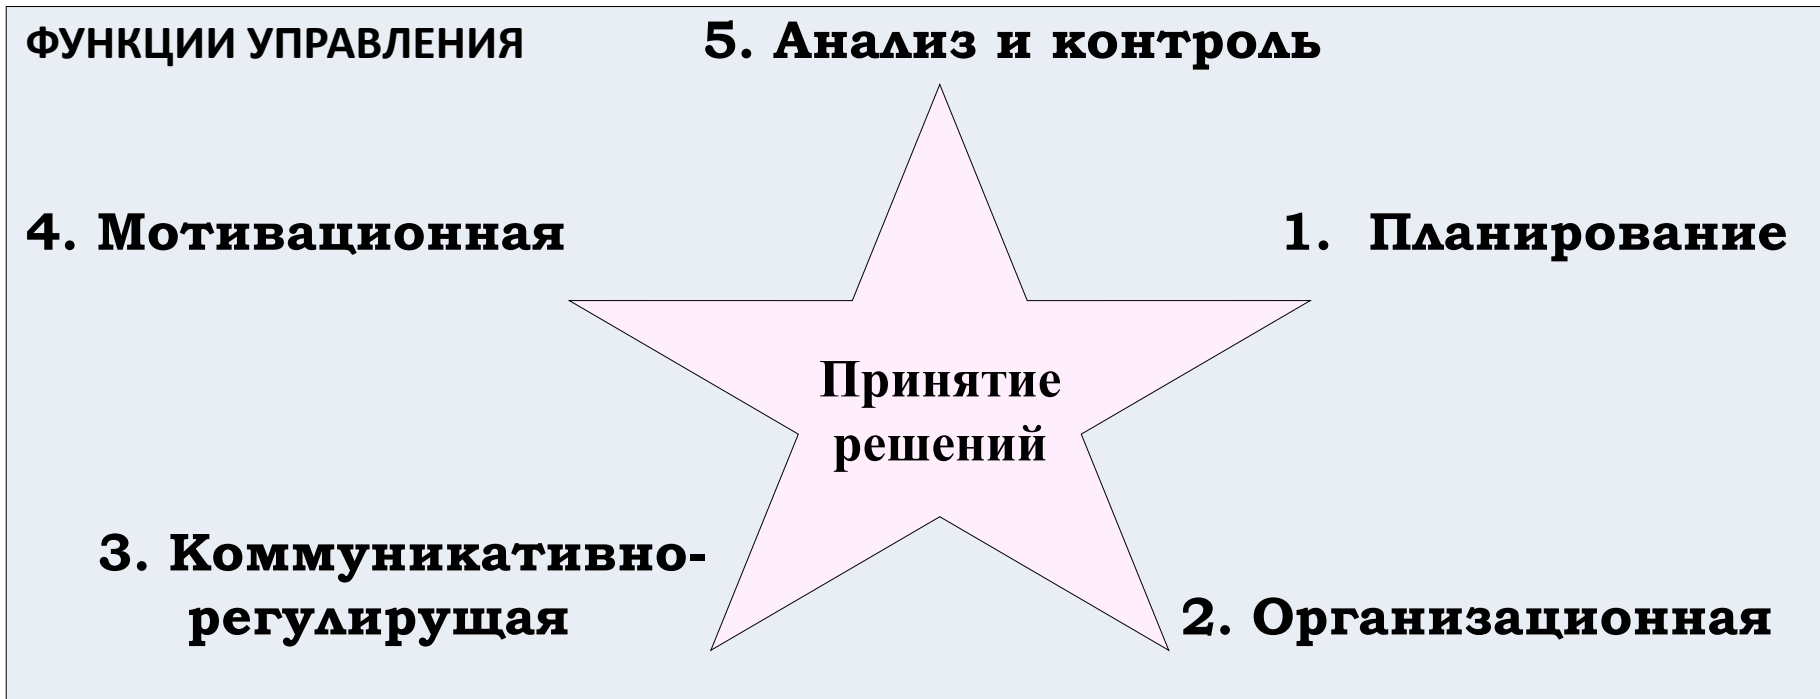 ФУНКЦИИ УПРАВЛЕНИЯ
5. Анализ и контроль
4. Мотивационная
1. Планирование
Принятие
решений
3. Коммуникативно-
регулирущая
2. Организационная